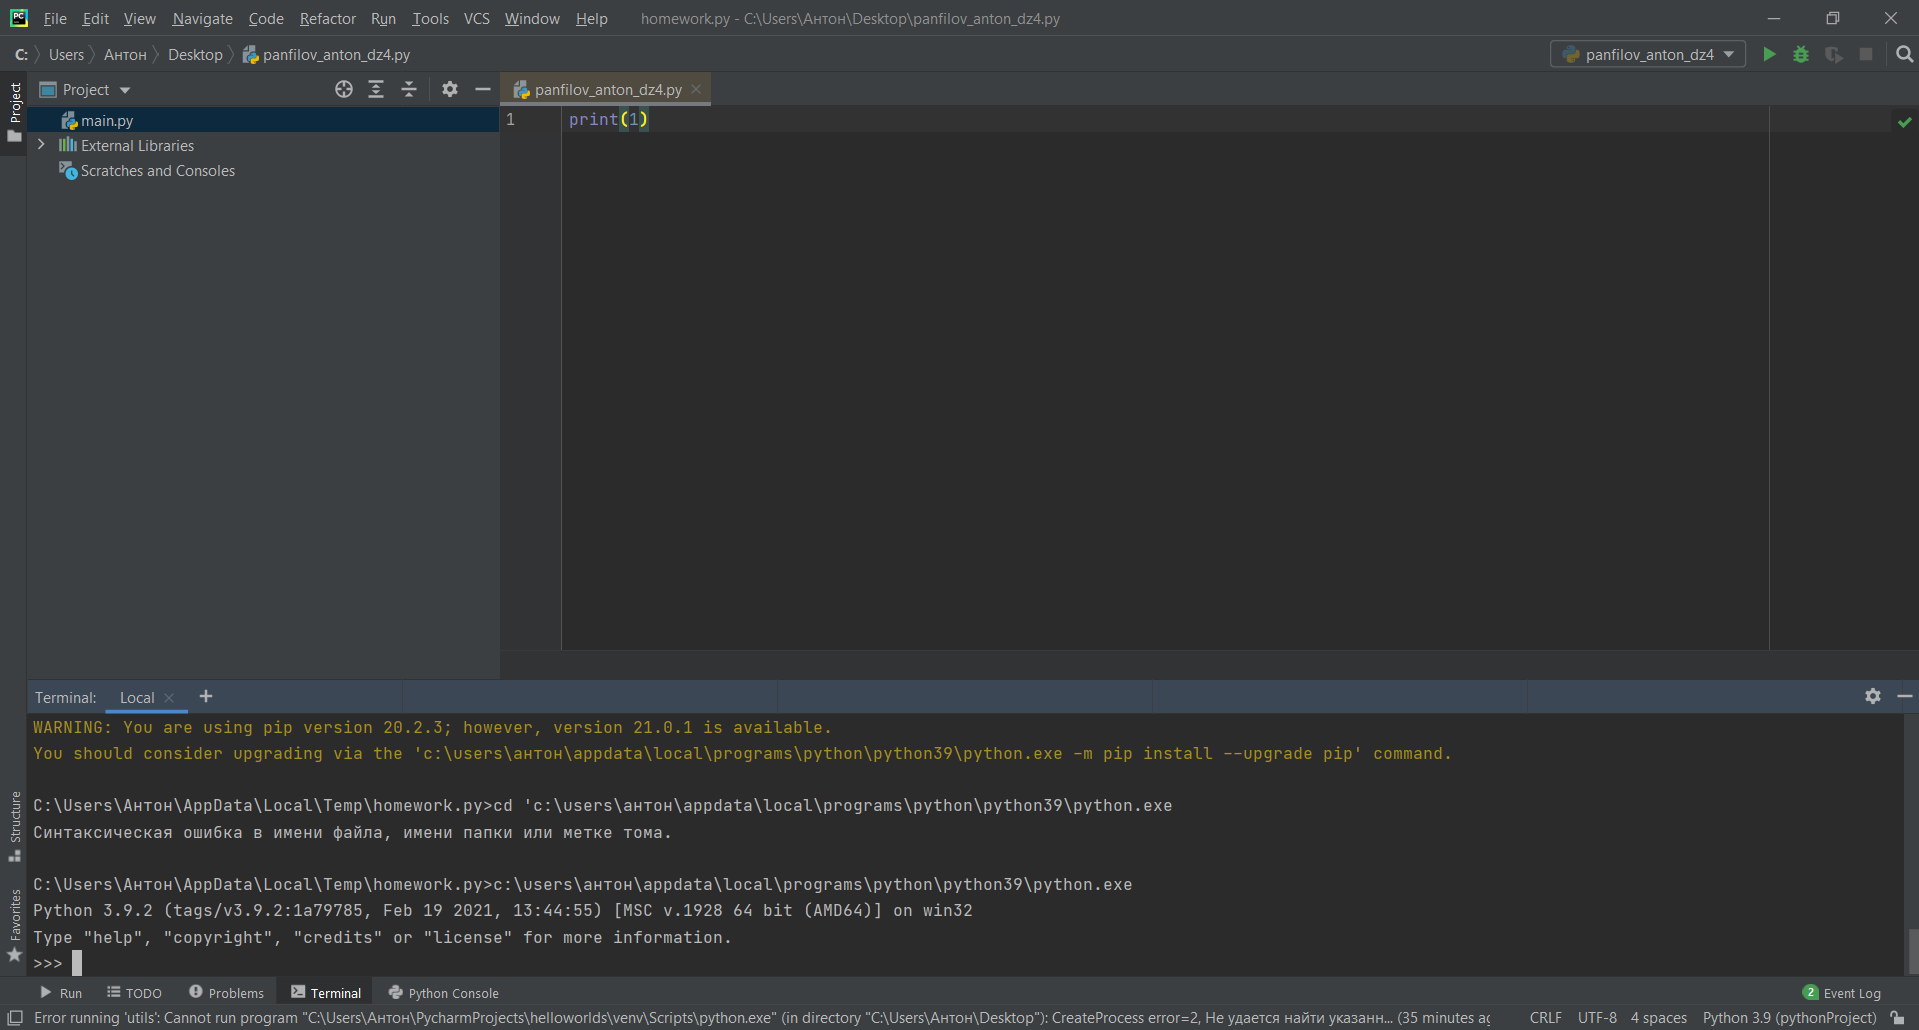 PC File Edit View Navigate Code Refactor Run Tools VCS Window Help homework.py - C:\Users\Антон\Desktop\panfilov_anton_dz4.py
C: Users Антон Desktop panfilov_anton_dz4.py panfilov_anton_dz4
Project
Project
panfilov_anton_dz4.py
main.py
1 print(1)
External Libraries
Scratches and Consoles
Terminal: Local
WARNING: You are using pip version 20.2.3; however, version 21.0.1 is available.
You should consider upgrading via the 'c:\users\антон\appdata\local\programs\python\python39\python.exe -m pip install --upgrade pip' command.
C:\Users\Антон\AppData\Local\Temp\homework.py>cd 'c:\users\антон\appdata\local\programs\python\python39\python.exe
Синтаксическая ошибка в имени файла, имени папки или метке тома.
Structure
C:\Users\Антон\AppData\Local\Temp\homework.py>c:\users\антон\appdata\local\programs\python\python39\python.exe
Python 3.9.2 (tags/v3.9.2:1a79785, Feb 19 2021, 13:44:55) [MSC v.1928 64 bit (AMD64)] on win32
Type "help", "copyright", "credits" or "license" for more information.
>>>
Favorites
Run TODO Problems Terminal Python Console 2 Event Log
Error running 'utils': Cannot run program "C:\Users\Антон\PycharmProjects\helloworlds\venv\Scripts\python.exe" (in directory "C:\Users\Антон\Desktop"): CreateProcess error=2, Не удается найти указанн... (35 minutes ag CRLF UTF-8 4 spaces Python 3.9 (pythonProject)